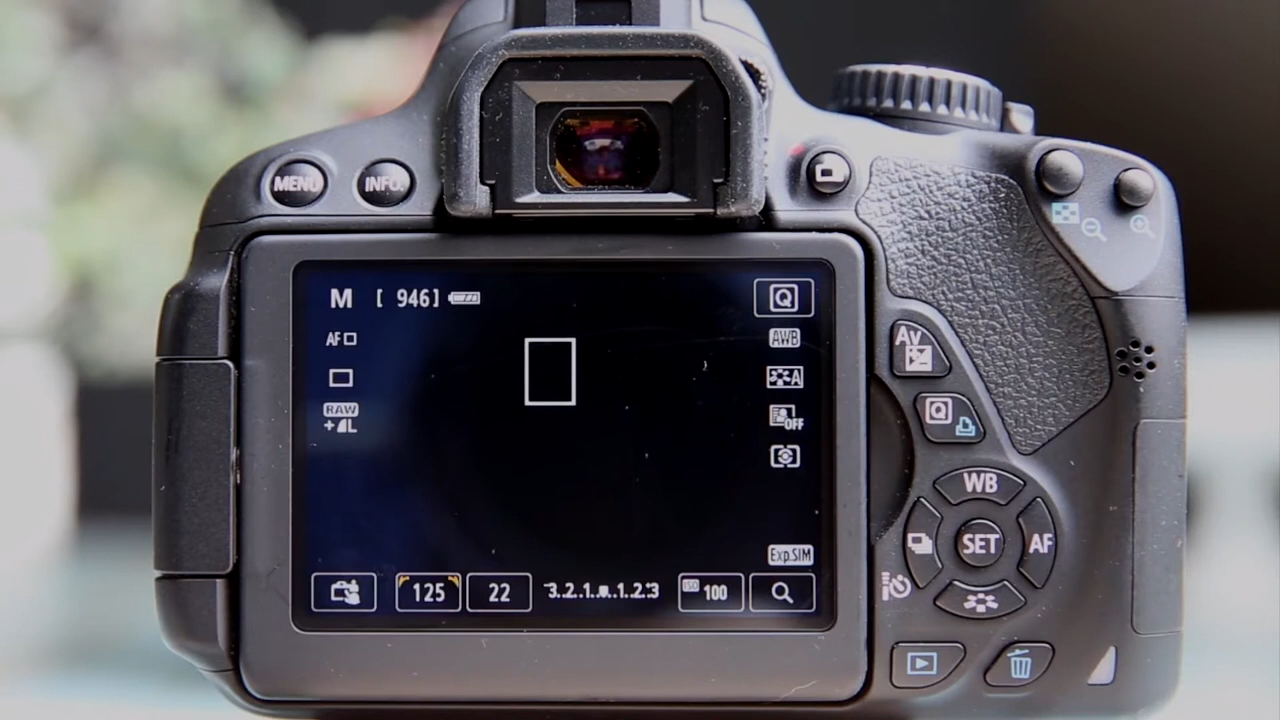 MENU
INFO.
M [ 946]
Q
AF
AWB
A
RAW
+L
OFF
Exp.SIM
125
22
3..2..1..0..1..2..3
ISO 100
Av
Q
WB
SET
AF